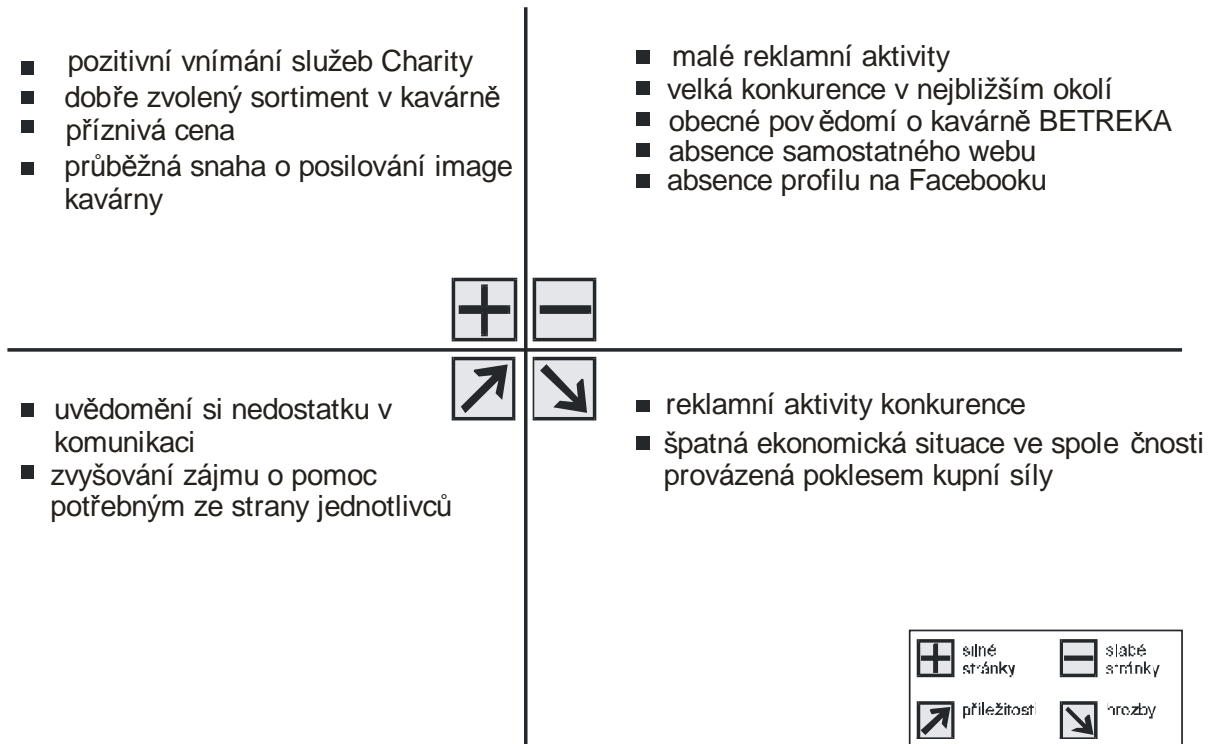 pozitivní vnímání služeb Charity
dobře zvolený sortiment v kavárně
příznivá cena
průběžná snaha o posilování image
kavárny
malé reklamní aktivity
velká konkurence v nejbližším okolí
obecné pov ědomí o kavárně BETREKA
absence samostatného webu
absence profilu na Facebooku
uvědomění si nedostatku v
komunikaci
zvyšování zájmu o pomoc
potřebným ze strany jednotlivců
reklamní aktivity konkurence
špatná ekonomická situace ve spole čnosti
provázená poklesem kupní síly
silné
stránky
slabé
stránky
příležitosti
hrozby